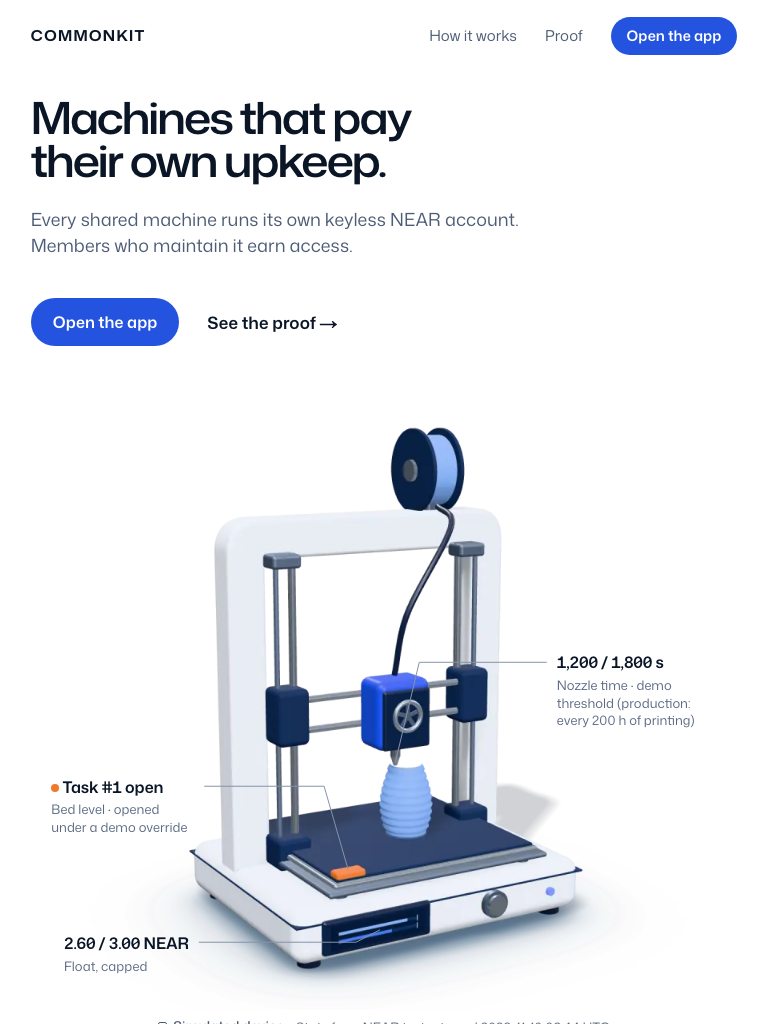 COMMONKIT
How it works
Proof
Open the app
Machines that pay
their own upkeep.
Every shared machine runs its own keyless NEAR account.
Members who maintain it earn access.
Open the app
See the proof →
1,200 / 1,800 s
Nozzle time · demo
threshold (production:
every 200 h of printing)
Task #1 open
Bed level · opened
under a demo override
2.60 / 3.00 NEAR
Float, capped